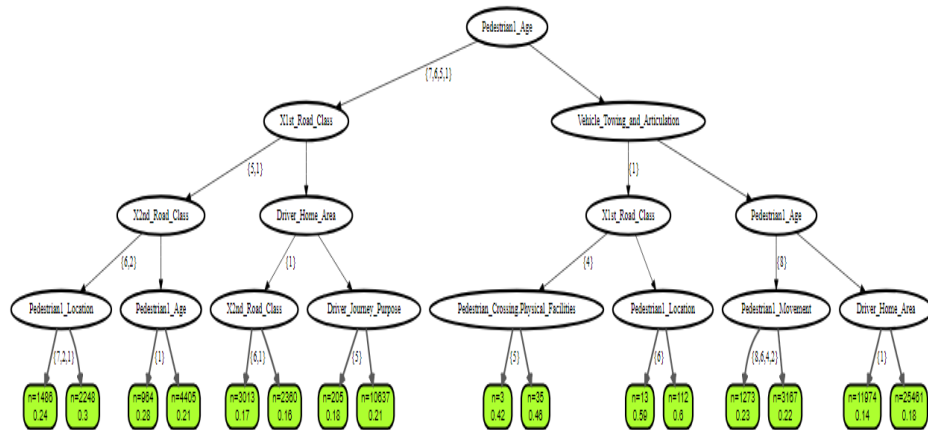 Pedestrian1_Age
{7,6,5,1}
X1st_Road_Class
Vehicle_Towing_and_Articulation
{5,1}
{1}
X2nd_Road_Class
Driver_Home_Area
X1st_Road_Class
Pedestrian1_Age
{6,2}
{1}
{4}
{8}
Pedestrian1_Location
Pedestrian1_Age
X2nd_Road_Class
Driver_Journey_Purpose
Pedestrian_Crossing.Physical_Facilities
Pedestrian1_Location
Pedestrian1_Movement
Driver_Home_Area
{7,2,1}
{1}
{6,1}
{3}
{5}
{6}
{8,6,4,2}
{1}
n=1486
0.24
n=2248
0.3
n=964
0.28
n=4405
0.21
n=3013
0.17
n=2360
0.16
n=205
0.18
n=10637
0.21
n=3
0.42
n=35
0.46
n=13
0.59
n=112
0.6
n=1273
0.23
n=3167
0.22
n=11974
0.14
n=25461
0.18